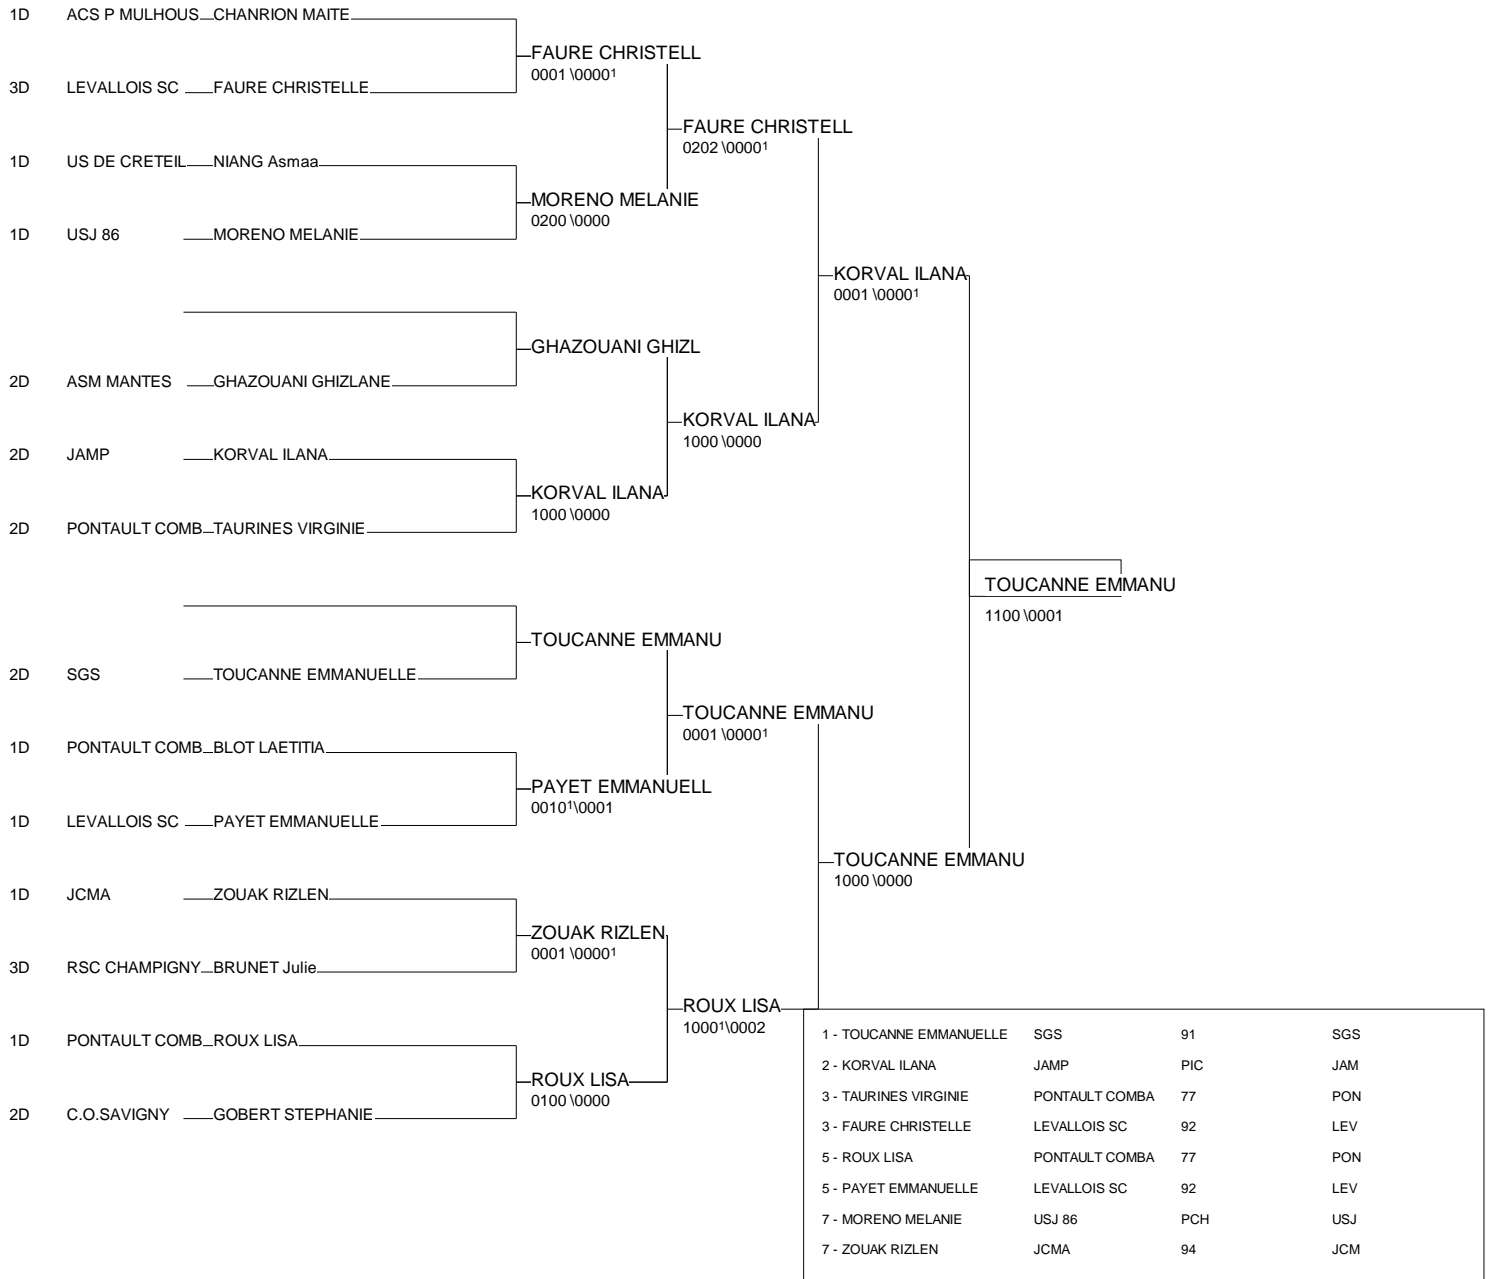 1D ACS P MULHOUS CHANRION MAITE
FAURE CHRISTELL
0001 \0000¹
3D LEVALLOIS SC FAURE CHRISTELLE
FAURE CHRISTELL
0202 \0000¹
1D US DE CRETEIL NIANG Asmaa
MORENO MELANIE
0200 \0000
1D USJ 86 MORENO MELANIE
KORVAL ILANA
0001 \0000¹
GHAZOUANI GHIZL
2D ASM MANTES GHAZOUANI GHIZLANE
KORVAL ILANA
1000 \0000
2D JAMP KORVAL ILANA
KORVAL ILANA
1000 \0000
2D PONTAULT COMB TAURINES VIRGINIE
TOUCANNE EMMANU
1100 \0001
TOUCANNE EMMANU
2D SGS TOUCANNE EMMANUELLE
TOUCANNE EMMANU
0001 \0000¹
1D PONTAULT COMB BLOT LAETITIA
PAYET EMMANUELL
0010¹\0001
1D LEVALLOIS SC PAYET EMMANUELLE
TOUCANNE EMMANU
1000 \0000
1D JCMA ZOUAK RIZLEN
ZOUAK RIZLEN
0001 \0000¹
3D RSC CHAMPIGNY BRUNET Julie
ROUX LISA
1000¹\0002
1D PONTAULT COMB ROUX LISA
ROUX LISA
0100 \0000
2D C.O.SAVIGNY GOBERT STEPHANIE
1 - TOUCANNE EMMANUELLE SGS 91 SGS
2 - KORVAL ILANA JAMP PIC JAM
3 - TAURINES VIRGINIE PONTAULT COMBA 77 PON
3 - FAURE CHRISTELLE LEVALLOIS SC 92 LEV
5 - ROUX LISA PONTAULT COMBA 77 PON
5 - PAYET EMMANUELLE LEVALLOIS SC 92 LEV
7 - MORENO MELANIE USJ 86 PCH USJ
7 - ZOUAK RIZLEN JCMA 94 JCM